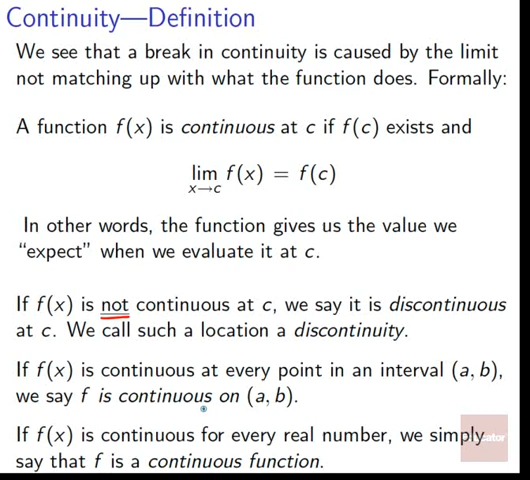 Continuity—Definition
We see that a break in continuity is caused by the limit
not matching up with what the function does. Formally:
A function f(x) is continuous at c if f(c) exists and
lim f(x) = f(c)
x→c
In other words, the function gives us the value we
“expect” when we evaluate it at c.
If f(x) is not continuous at c, we say it is discontinuous
at c. We call such a location a discontinuity.
If f(x) is continuous at every point in an interval (a, b),
we say f is continuous on (a, b).
If f(x) is continuous for every real number, we simply
say that f is a continuous function.